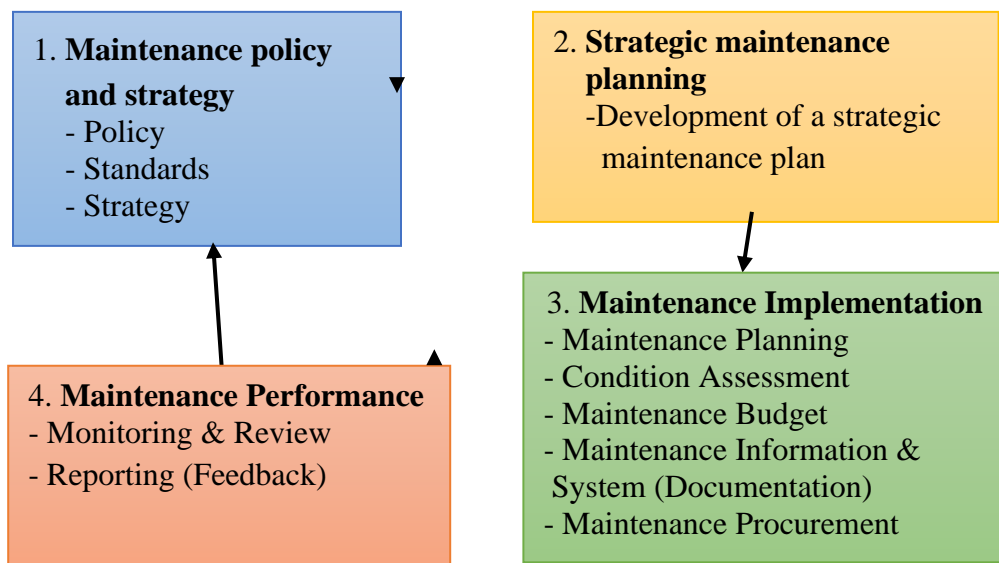 1. Maintenance policy
and strategy
- Policy
- Standards
- Strategy
2. Strategic maintenance
planning
-Development of a strategic
maintenance plan
3. Maintenance Implementation
- Maintenance Planning
- Condition Assessment
- Maintenance Budget
- Maintenance Information &
System (Documentation)
- Maintenance Procurement
4. Maintenance Performance
- Monitoring & Review
- Reporting (Feedback)